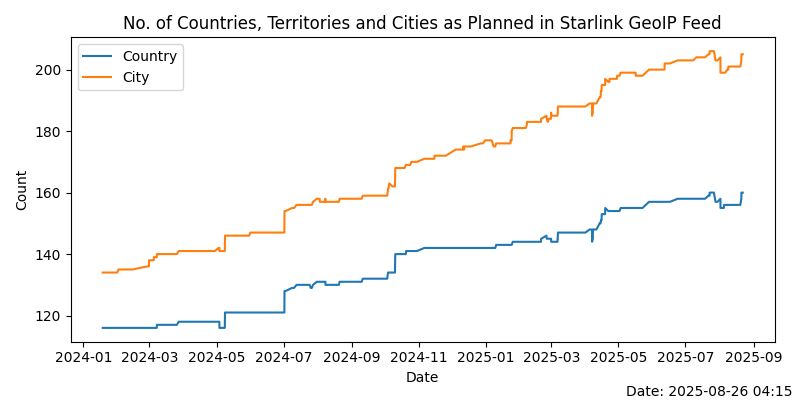 No. of Countries, Territories and Cities as Planned in Starlink GeoIP Feed
Country
City
Count
200
180
160
140
120
2024-01 2024-03 2024-05 2024-07 2024-09 2024-11 2025-01 2025-03 2025-05 2025-07 2025-09
Date
Date: 2025-08-26 04:15